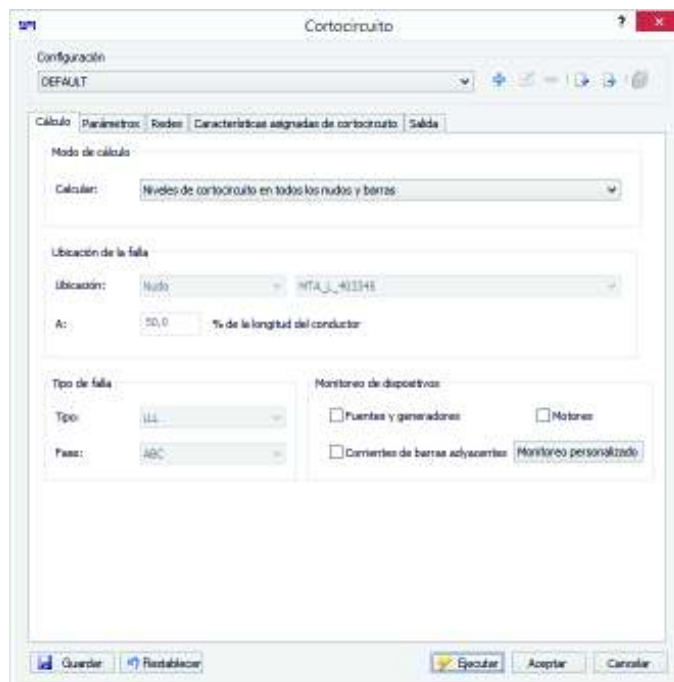 Cortocircuito
?
Configuración
DEFAULT
Cálculo Parámetros Redes Características asignadas de cortocircuito Salida
Modo de cálculo
Calcular: Niveles de cortocircuito en todos los nudos y barras
Ubicación de la falla
Ubicación: Nudo
A: 50,0 % de la longitud del conductor
Tipo de falla
Monitoreo de dispositivos
Tipo: LLL
Fuentes y generadores Motores
Fase: ABC
Corrientes de barras adyacentes Monitoreo personalizado
Guardar Restablecer Ejecutar Aceptar Cancelar